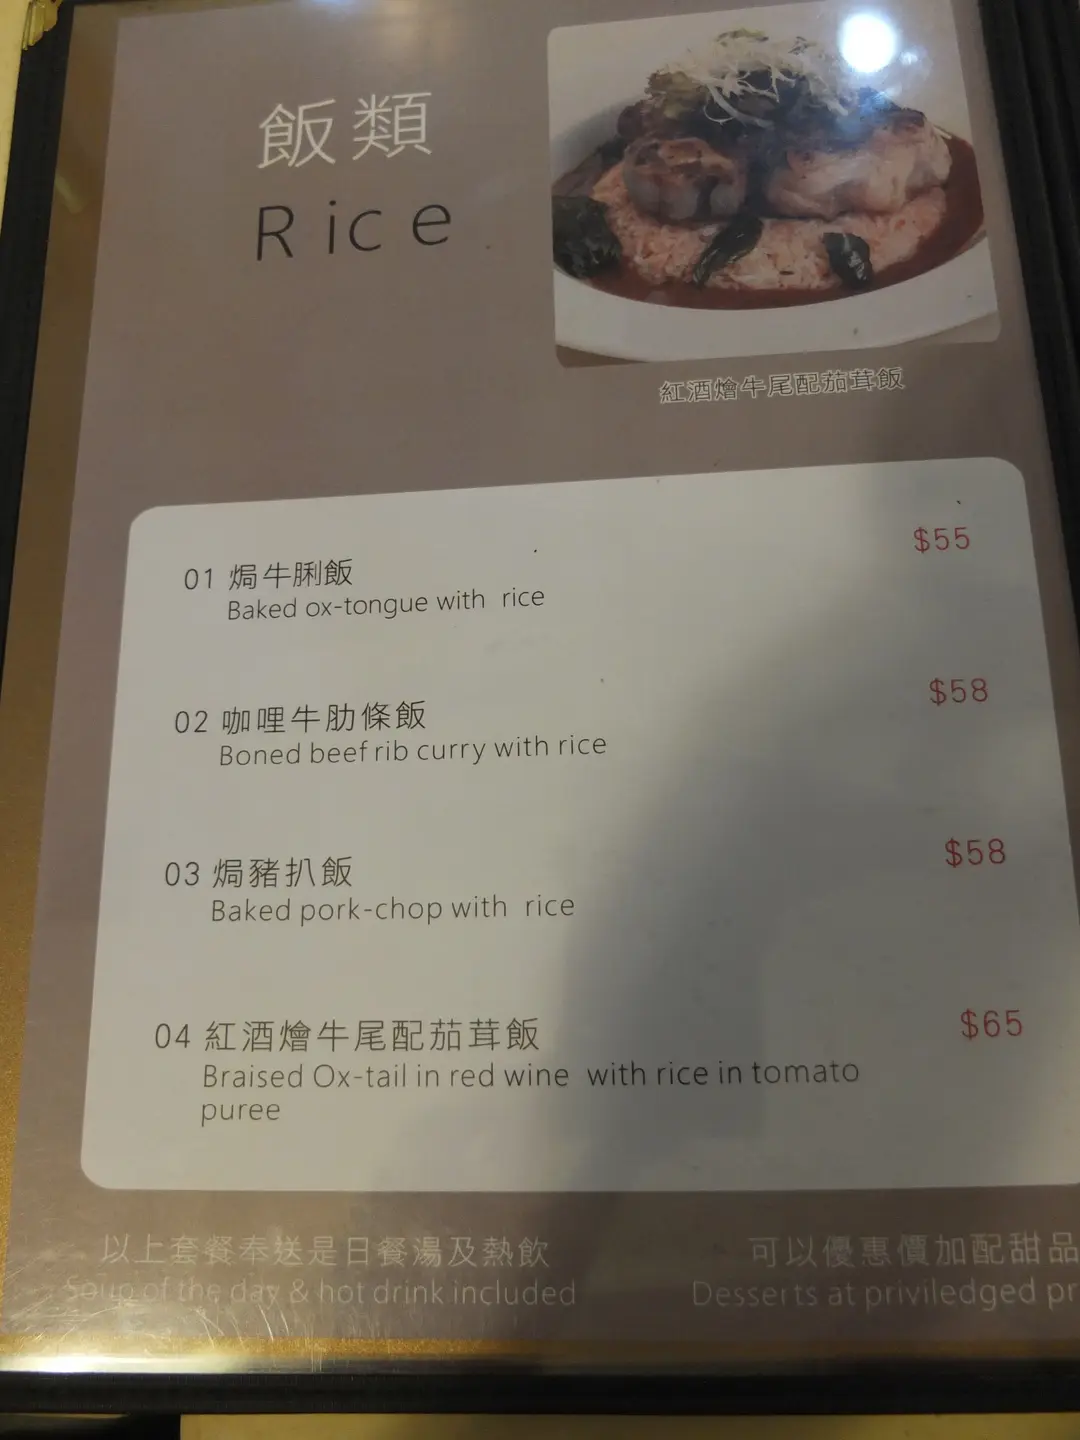 飯類
Rice
紅酒燴牛尾配茄茸飯
01 焗牛脷飯 $55
Baked ox-tongue with rice
02 咖哩牛肋條飯 $58
Boned beef rib curry with rice
03 焗豬扒飯 $58
Baked pork-chop with rice
04 紅酒燴牛尾配茄茸飯 $65
Braised Ox-tail in red wine with rice in tomato
puree
以上套餐奉送是日餐湯及熱飲
Soup of the day & hot drink included
可以優惠價加配甜品
Desserts at priviledged pr